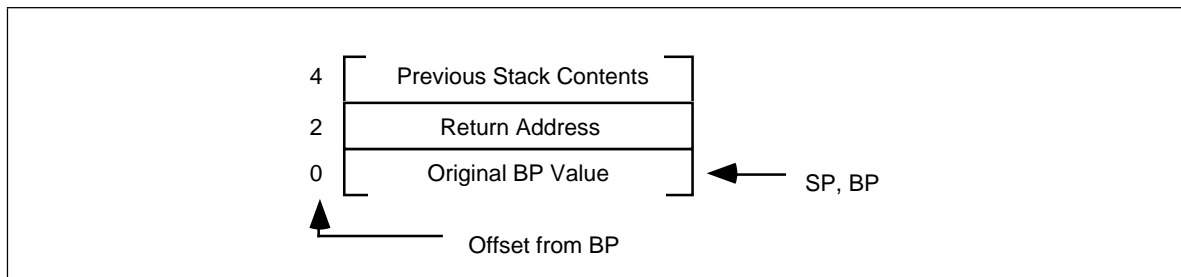 4 Previous Stack Contents
2 Return Address
0 Original BP Value
SP, BP
Offset from BP